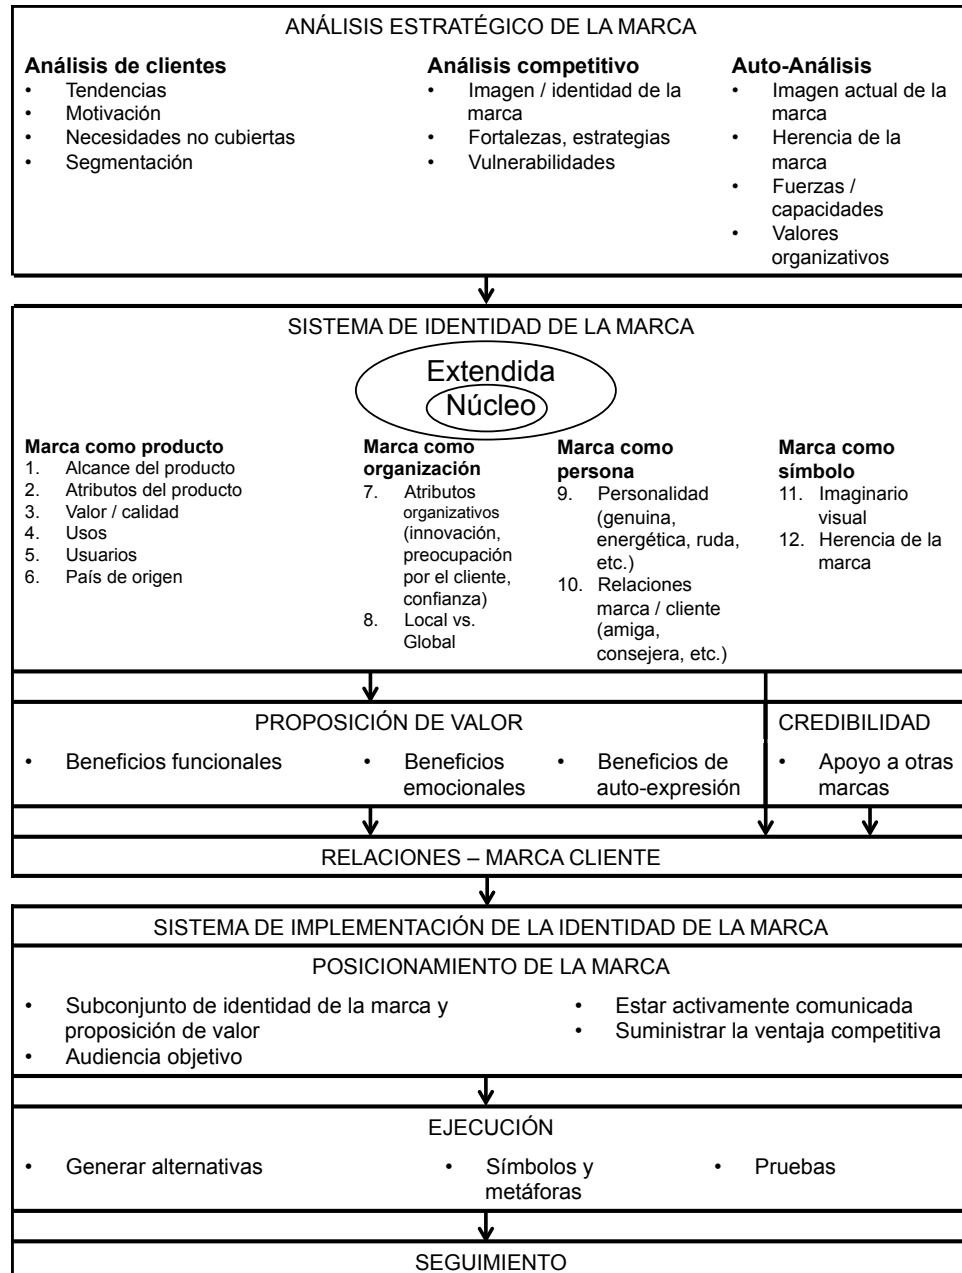 ANÁLISIS ESTRATÉGICO DE LA MARCA
Análisis de clientes
• Tendencias
• Motivación
• Necesidades no cubiertas
• Segmentación
Análisis competitivo
• Imagen / identidad de la
marca
• Fortalezas, estrategias
• Vulnerabilidades
Auto-Análisis
• Imagen actual de la
marca
• Herencia de la
marca
• Fuerzas /
capacidades
• Valores
organizativos
SISTEMA DE IDENTIDAD DE LA MARCA
Extendida
Núcleo
Marca como producto
1. Alcance del producto
2. Atributos del producto
3. Valor / calidad
4. Usos
5. Usuarios
6. País de origen
Marca como
organización
7. Atributos
organizativos
(innovación,
preocupación
por el cliente,
confianza)
8. Local vs.
Global
Marca como
persona
9. Personalidad
(genuina,
energética, ruda,
etc.)
10. Relaciones
marca / cliente
(amiga,
consejera, etc.)
Marca como
símbolo
11. Imaginario
visual
12. Herencia de la
marca
PROPOSICIÓN DE VALOR
• Beneficios funcionales
• Beneficios
emocionales
• Beneficios de
auto-expresión
CREDIBILIDAD
• Apoyo a otras
marcas
RELACIONES – MARCA CLIENTE
SISTEMA DE IMPLEMENTACIÓN DE LA IDENTIDAD DE LA MARCA
POSICIONAMIENTO DE LA MARCA
• Subconjunto de identidad de la marca y
proposición de valor
• Audiencia objetivo
• Estar activamente comunicada
• Suministrar la ventaja competitiva
EJECUCIÓN
• Generar alternativas
• Símbolos y
metáforas
• Pruebas
SEGUIMIENTO